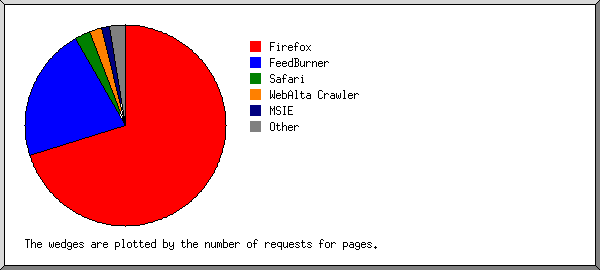 Firefox
FeedBurner
Safari
WebAlta Crawler
MSIE
Other
The wedges are plotted by the number of requests for pages.